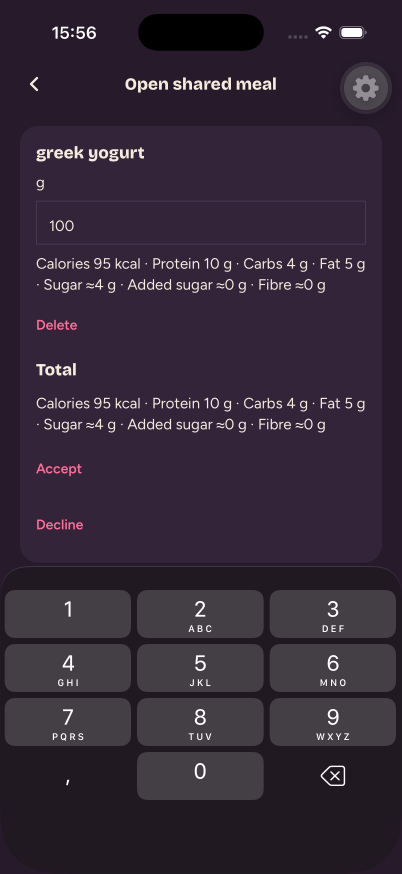 15:56
Open shared meal
greek yogurt
g
100
Calories 95 kcal · Protein 10 g · Carbs 4 g · Fat 5 g
· Sugar ≈4 g · Added sugar ≈0 g · Fibre ≈0 g
Delete
Total
Calories 95 kcal · Protein 10 g · Carbs 4 g · Fat 5 g
· Sugar ≈4 g · Added sugar ≈0 g · Fibre ≈0 g
Accept
Decline
1 2 3
ABC DEF
4 5 6
GHI JKL MNO
7 8 9
PQRS TUV WXYZ
, 0